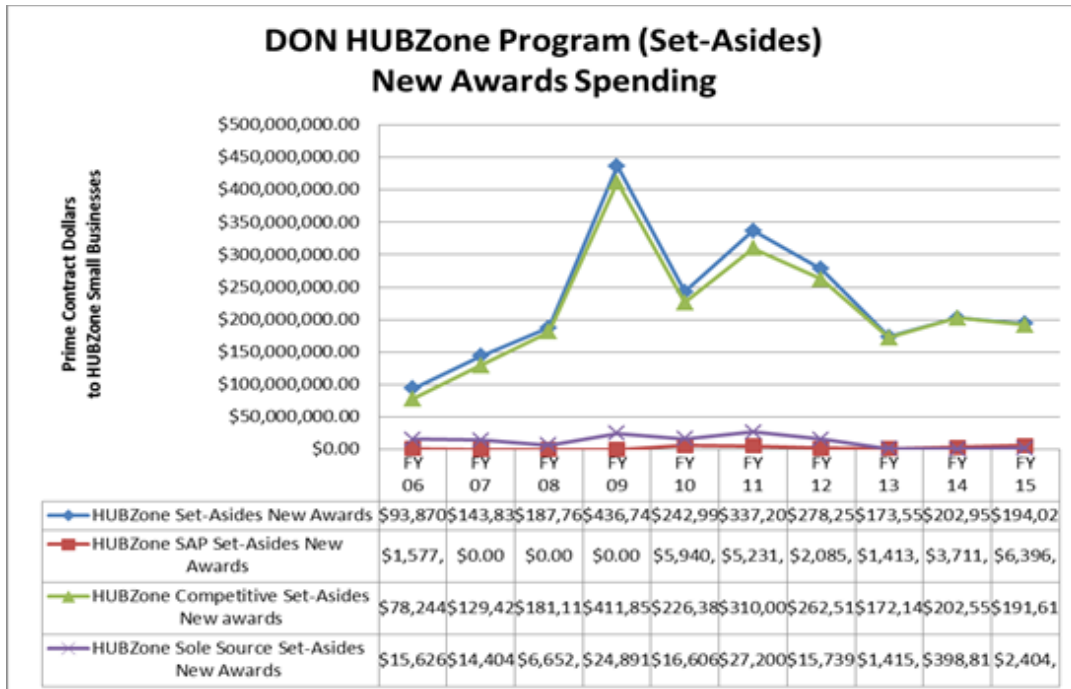 DON HUBZone Program (Set-Asides)
New Awards Spending
Prime Contract Dollars
to HUBZone Small Businesses
$500,000,000.00
$450,000,000.00
$400,000,000.00
$350,000,000.00
$300,000,000.00
$250,000,000.00
$200,000,000.00
$150,000,000.00
$100,000,000.00
$50,000,000.00
$0.00
FY FY FY FY FY FY FY FY FY FY
06 07 08 09 10 11 12 13 14 15
HUBZone Set-Asides New Awards $93,870 $143,83 $187,76 $436,74 $242,99 $337,20 $278,25 $173,55 $202,95 $194,02
HUBZone SAP Set-Asides New
Awards $1,577, $0.00 $0.00 $0.00 $5,940, $5,231, $2,085, $1,413, $3,711, $6,396,
HUBZone Competitive Set-Asides
New awards $78,244 $129,42 $181,11 $411,85 $226,38 $310,00 $262,51 $172,14 $202,55 $191,61
HUBZone Sole Source Set-Asides
New Awards $15,626 $14,404 $6,652, $24,891 $16,606 $27,200 $15,739 $1,415, $398,81 $2,404,